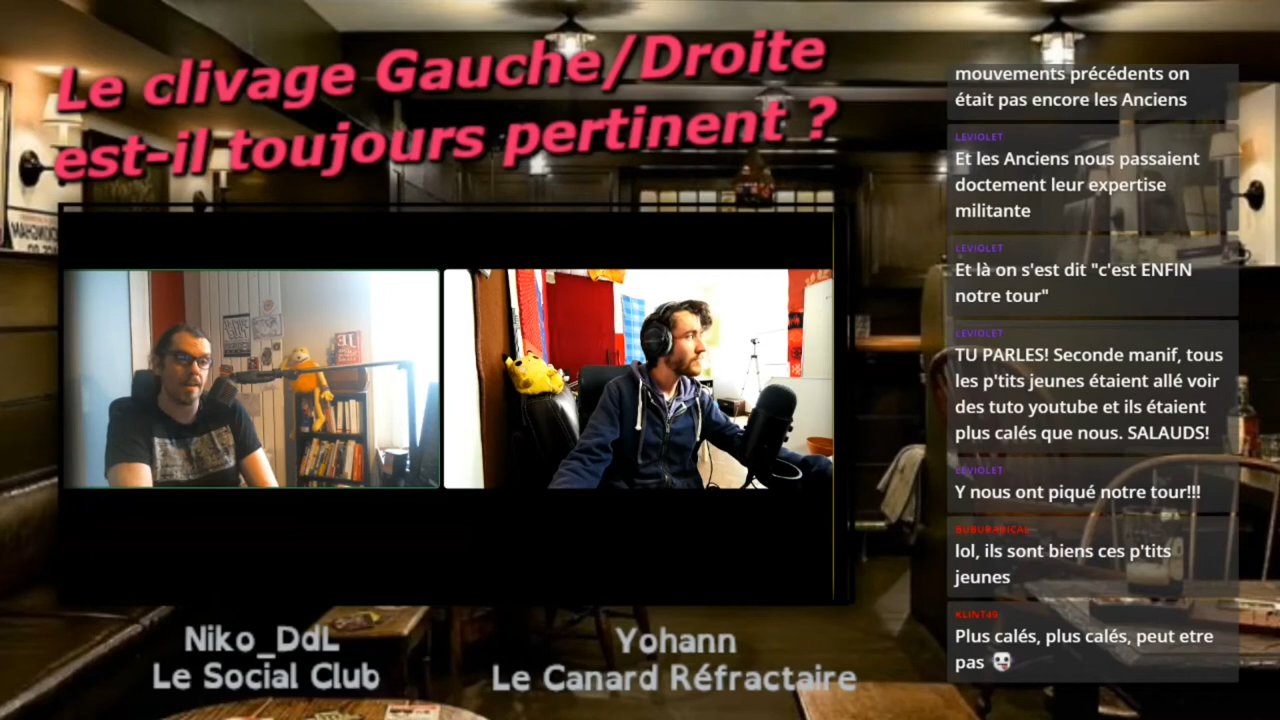 Le clivage Gauche/Droite
est-il toujours pertinent ?
mouvements précédents on
était pas encore les Anciens
LEVIOLET
Et les Anciens nous passaient
doctement leur expertise
militante
LEVIOLET
Et là on s'est dit "c'est ENFIN
notre tour"
LEVIOLET
TU PARLES! Seconde manif, tous
les p'tits jeunes étaient allé voir
des tuto youtube et ils étaient
plus calés que nous. SALAUDS!
LEVIOLET
Y nous ont piqué notre tour!!!
BUBURADICAL
lol, ils sont biens ces p'tits
jeunes
KLINT49
Plus calés, plus calés, peut etre
pas
Niko_DdL
Le Social Club
Yohann
Le Canard Réfractaire